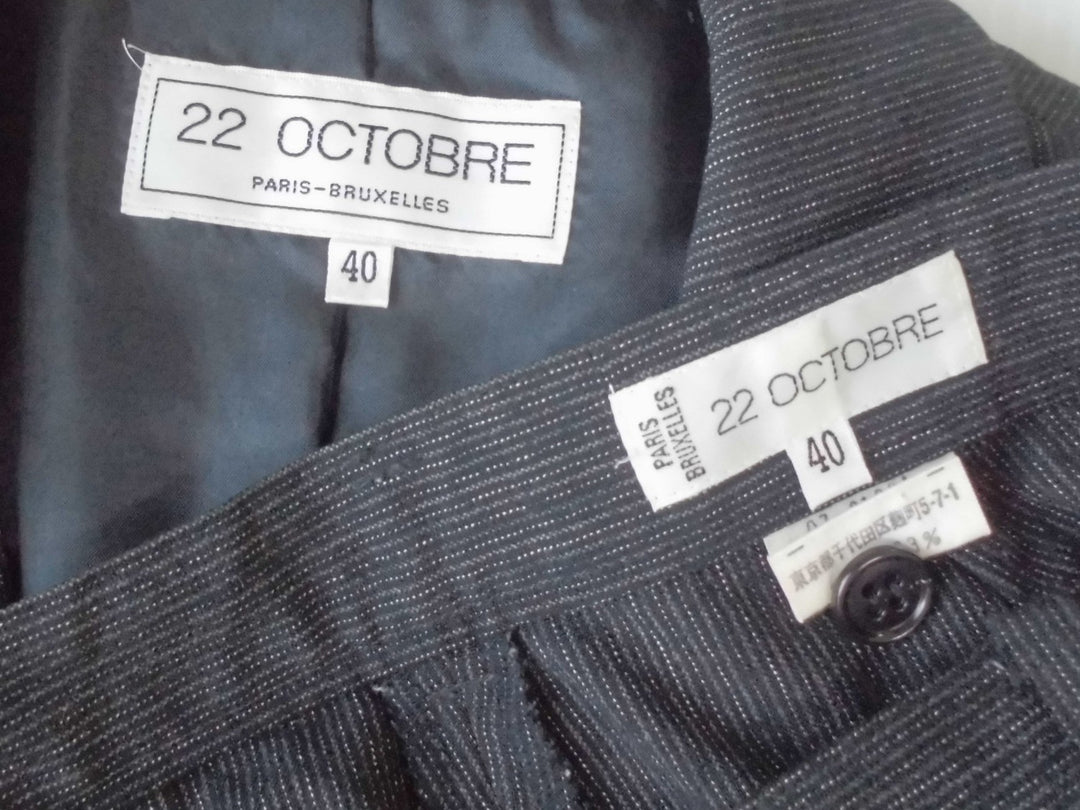 22 OCTOBRE
PARIS-BRUXELLES
40
22 OCTOBRE
PARIS
BRUXELLES
40
東京都千代田区麹町5-7-1